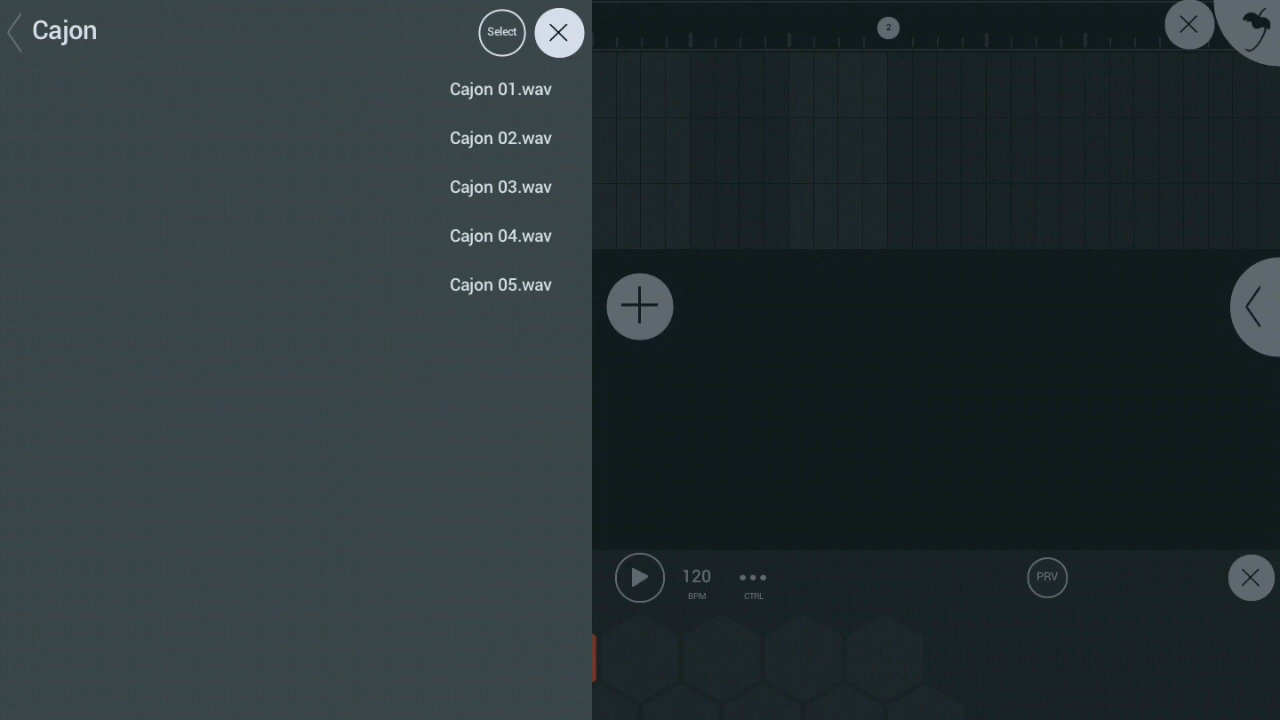 Cajon
Select
Cajon 01.wav
Cajon 02.wav
Cajon 03.wav
Cajon 04.wav
Cajon 05.wav
2
120
BPM
CTRL
PRV